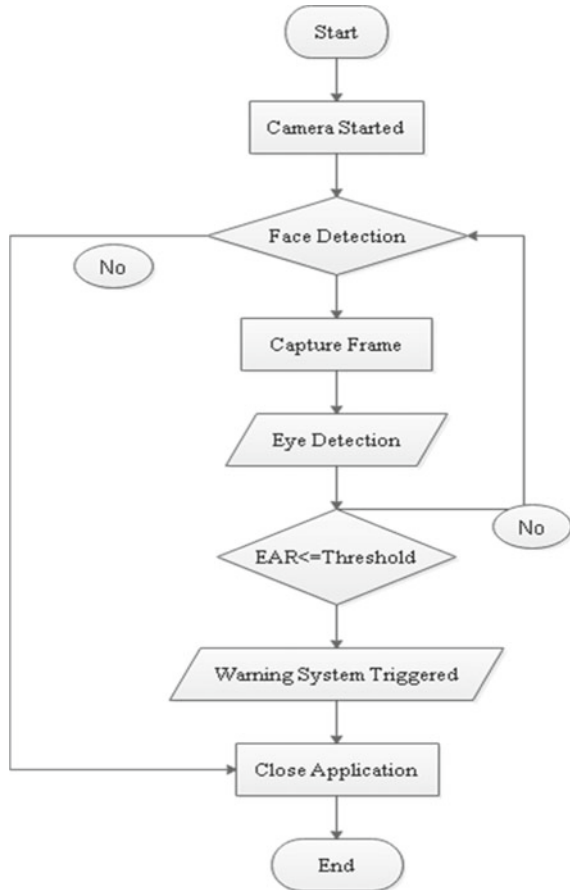 Start
Camera Started
Face Detection
No
Capture Frame
Eye Detection
No
EAR<=Threshold
Warning System Triggered
Close Application
End